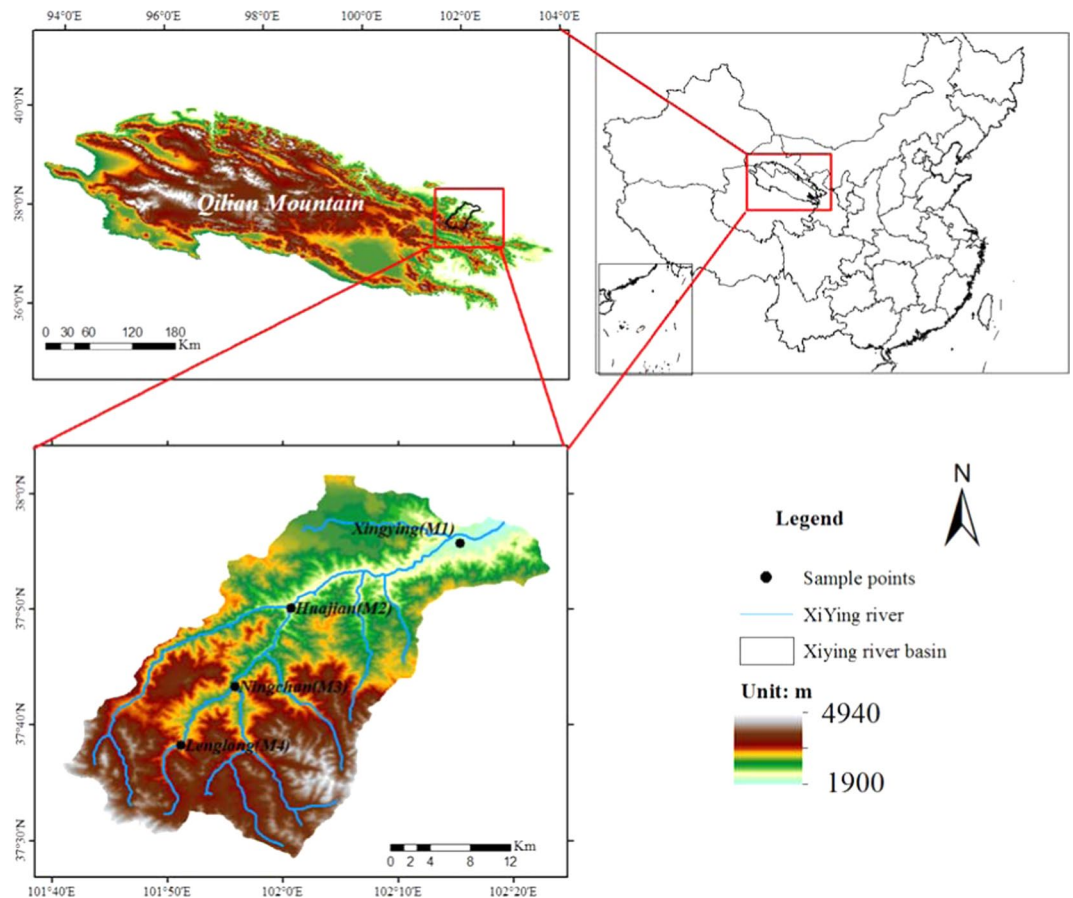 94°0'E 96°0'E 98°0'E 100°0'E 102°0'E 104°0'E
40°0'N
38°0'N
36°0'N
Qilian Mountain
0 30 60 120 180
Km
38°0'N
37°50'N
37°40'N
37°30'N
Xingying(M1)
Huajian(M2)
Ningchan(M3)
Lenglong(M4)
Km
0 2 4 8 12
101°40'E 101°50'E 102°0'E 102°10'E 102°20'E
N
Legend
Sample points
XiYing river
Xiying river basin
Unit: m
4940
1900